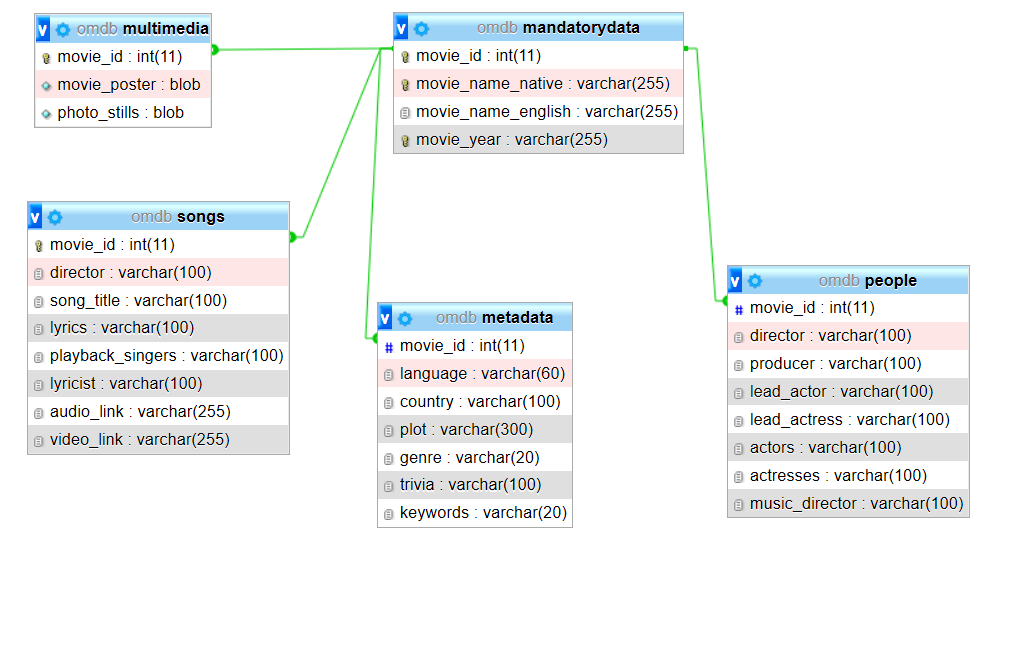 v omdb multimedia
movie_id : int(11)
movie_poster : blob
photo_stills : blob
v omdb mandatorydata
movie_id : int(11)
movie_name_native : varchar(255)
movie_name_english : varchar(255)
movie_year : varchar(255)
v omdb songs
movie_id : int(11)
director : varchar(100)
song_title : varchar(100)
lyrics : varchar(100)
playback_singers : varchar(100)
lyricist : varchar(100)
audio_link : varchar(255)
video_link : varchar(255)
v omdb metadata
# movie_id : int(11)
language : varchar(60)
country : varchar(100)
plot : varchar(300)
genre : varchar(20)
trivia : varchar(100)
keywords : varchar(20)
v omdb people
# movie_id : int(11)
director : varchar(100)
producer : varchar(100)
lead_actor : varchar(100)
lead_actress : varchar(100)
actors : varchar(100)
actresses : varchar(100)
music_director : varchar(100)